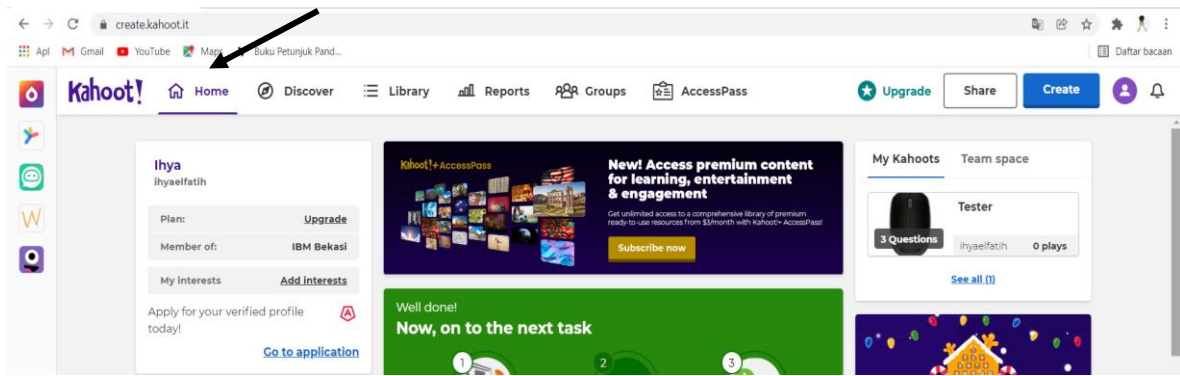 create.kahoot.it
Apl Gmail YouTube Maps Buku Petunjuk Pand... Daftar bacaan
Kahoot! Home Discover Library Reports Groups AccessPass Upgrade Share Create
Ihya
ihyaelfatih
Plan: Upgrade
Member of: IBM Bekasi
My interests Add interests
Apply for your verified profile
today!
Go to application
Kahoot!+AccessPass
New! Access premium content
for learning, entertainment
& engagement
Get unlimited access to a comprehensive library of premium
ready-to-use resources from $3/month with Kahoot!+ AccessPass!
Subscribe now
Well done!
Now, on to the next task
1 2 3
My Kahoots Team space
Tester
3 Questions
ihyaelfatih 0 plays
See all (1)